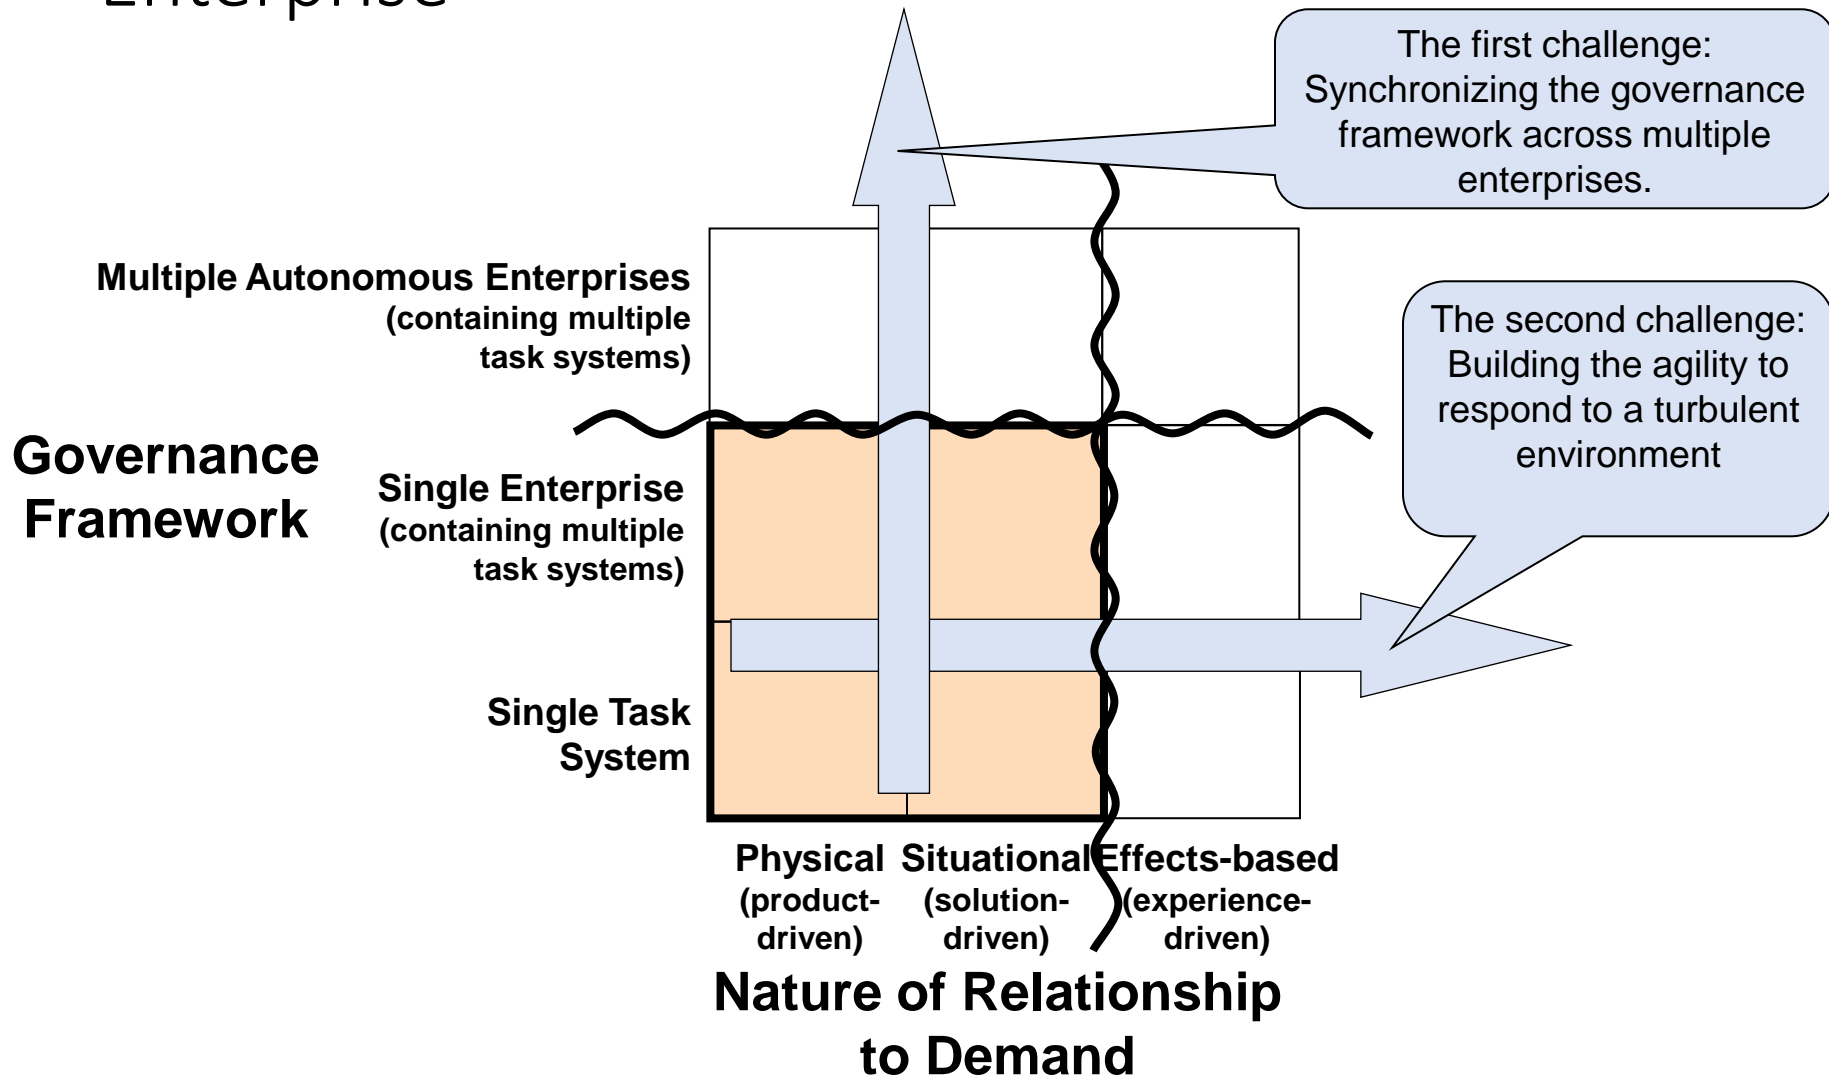 Enterprise
The first challenge:
Synchronizing the governance
framework across multiple
enterprises.
Multiple Autonomous Enterprises
(containing multiple
task systems)
The second challenge:
Building the agility to
respond to a turbulent
environment
Governance
Framework
Single Enterprise
(containing multiple
task systems)
Single Task
System
Physical
(product-
driven)
Situational
(solution-
driven)
Effects-based
(experience-
driven)
Nature of Relationship
to Demand